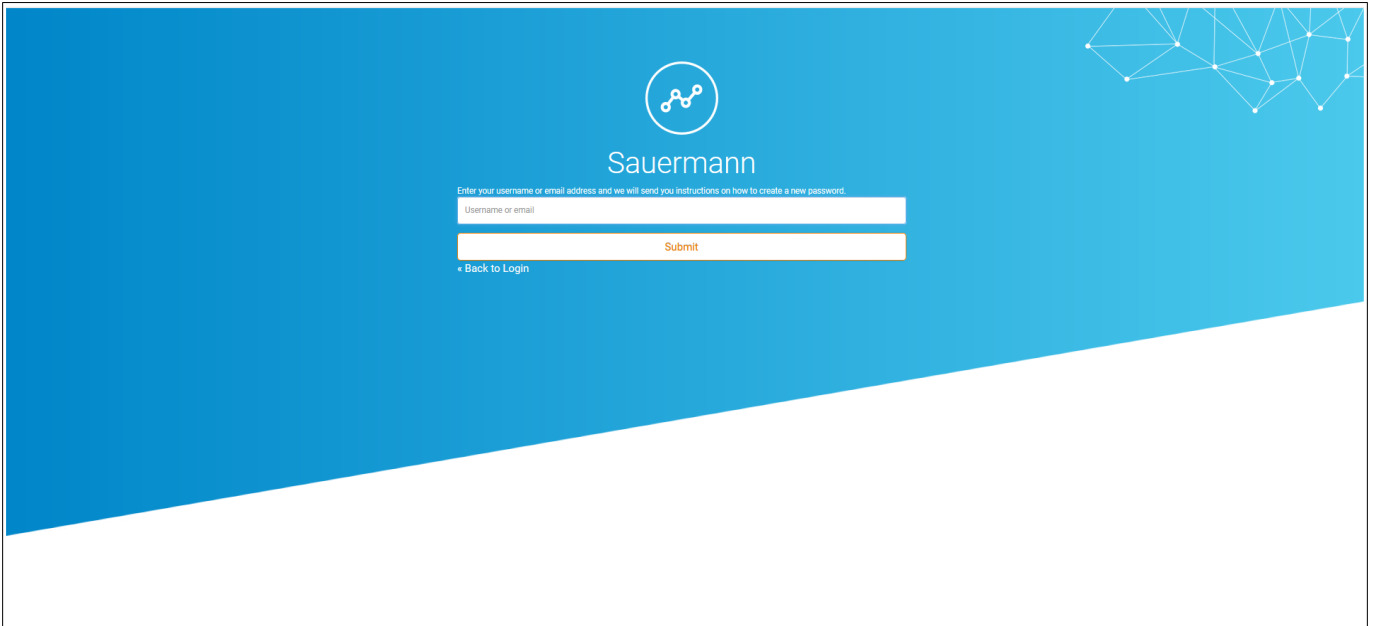 Sauermann
Enter your username or email address and we will send you instructions on how to create a new password.
Username or email
Submit
« Back to Login